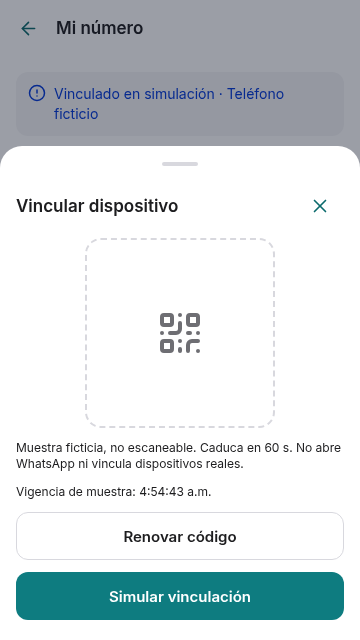 Mi número
Vinculado en simulación · Teléfono
ficticio
Vincular dispositivo
Muestra ficticia, no escaneable. Caduca en 60 s. No abre
WhatsApp ni vincula dispositivos reales.
Vigencia de muestra: 4:54:43 a.m.
Renovar código
Simular vinculación